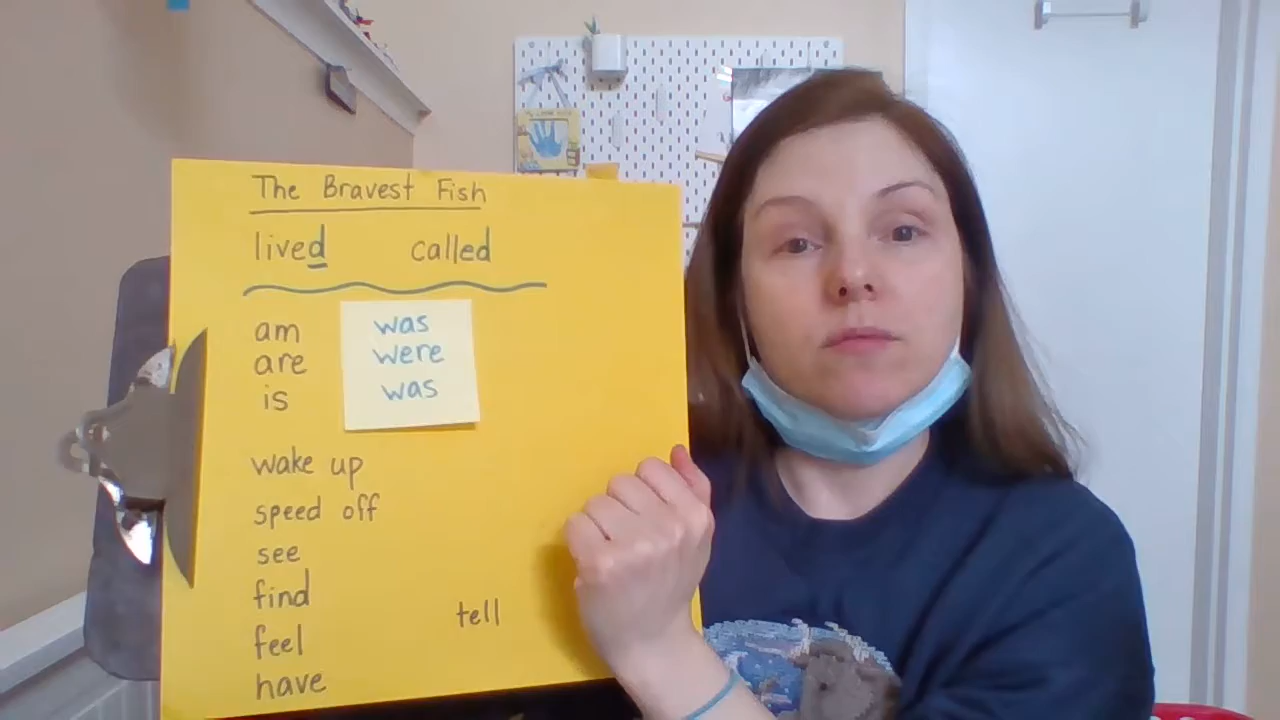 The Bravest Fish
lived called
am was
are were
is was
wake up
speed off
see
find
tell
feel
have